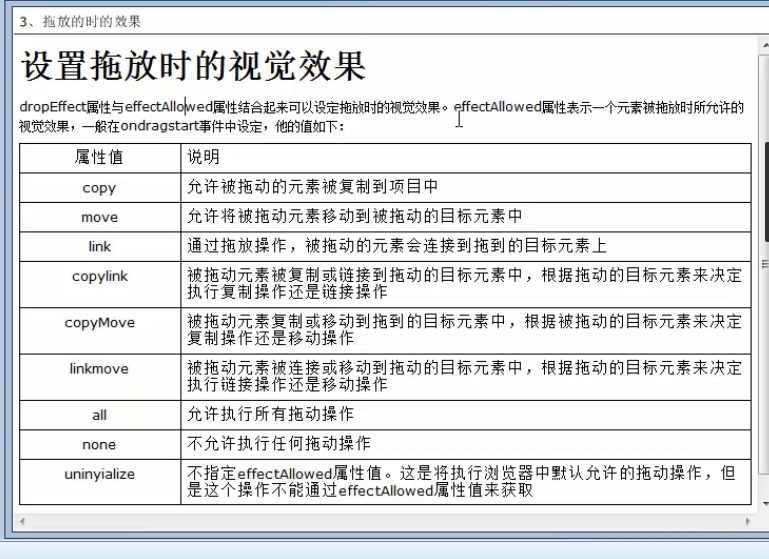 3、拖放的时的效果
设置拖放时的视觉效果
dropEffect属性与effectAllowed属性结合起来可以设定拖放时的视觉效果。effectAllowed属性表示一个元素被拖放时所允许的
视觉效果，一般在ondragstart事件中设定，他的值如下：
属性值 说明
copy 允许被拖动的元素被复制到项目中
move 允许将被拖动元素移动到被拖动的目标元素中
link 通过拖放操作，被拖动的元素会连接到拖到的目标元素上
copylink 被拖动元素被复制或链接到拖动的目标元素中，根据拖动的目标元素来决定
执行复制操作还是链接操作
copyMove 被拖动元素复制或移动到拖到的目标元素中，根据被拖动的目标元素来决定
复制操作还是移动操作
linkmove 被拖动元素被连接或移动到拖动的目标元素中，根据拖动的目标元素来决定
执行链接操作还是移动操作
all 允许执行所有拖动操作
none 不允许执行任何拖动操作
uninyialize 不指定effectAllowed属性值。这是将执行浏览器中默认允许的拖动操作，但
是这个操作不能通过effectAllowed属性值来获取